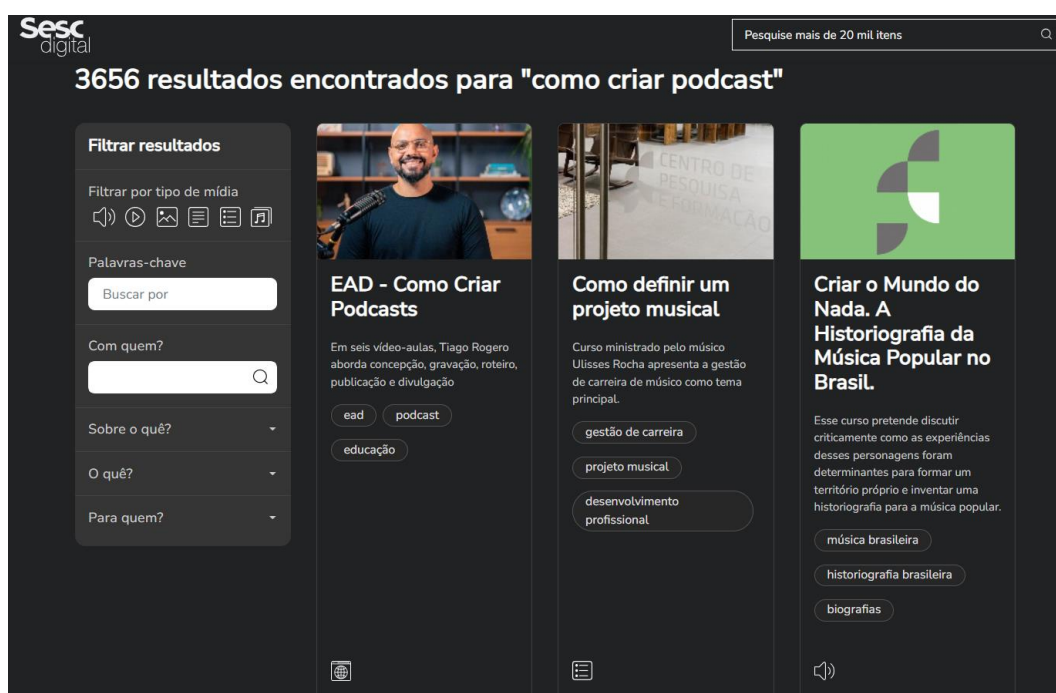 Sesc
digital
Pesquise mais de 20 mil itens
3656 resultados encontrados para "como criar podcast"
Filtrar resultados
Filtrar por tipo de mídia
Palavras-chave
Buscar por
Com quem?
Sobre o quê?
O quê?
Para quem?
EAD - Como Criar
Podcasts
Em seis vídeo-aulas, Tiago Rogero
aborda concepção, gravação, roteiro,
publicação e divulgação
ead
podcast
educação
CENTRO DE
PESQUISA
E FORMAÇÃO
Como definir um
projeto musical
Curso ministrado pelo músico
Ulisses Rocha apresenta a gestão
de carreira de músico como tema
principal.
gestão de carreira
projeto musical
desenvolvimento
profissional
Criar o Mundo do
Nada. A
Historiografia da
Música Popular no
Brasil.
Esse curso pretende discutir
criticamente como as experiências
desses personagens foram
determinantes para formar um
território próprio e inventar uma
historiografia para a música popular.
música brasileira
historiografia brasileira
biografias